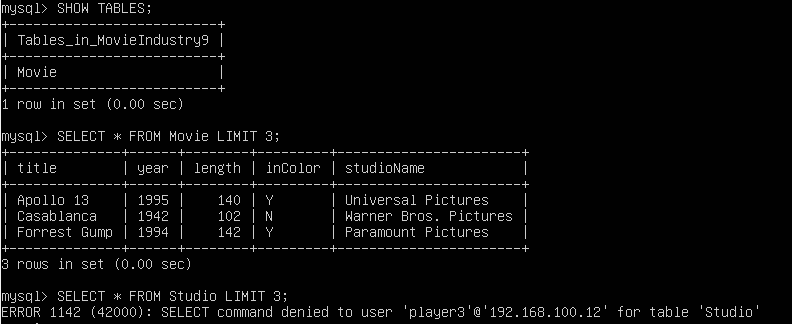 mysql> SHOW TABLES;
+--------------------------+
| Tables_in_MovieIndustry9 |
+--------------------------+
| Movie                    |
+--------------------------+
1 row in set (0.00 sec)
mysql> SELECT * FROM Movie LIMIT 3;
+--------------+------+--------+---------+-----------------------+
| title        | year | length | inColor | studioName            |
+--------------+------+--------+---------+-----------------------+
| Apollo 13    | 1995 |    140 | Y       | Universal Pictures    |
| Casablanca   | 1942 |    102 | N       | Warner Bros. Pictures |
| Forrest Gump | 1994 |    142 | Y       | Paramount Pictures    |
+--------------+------+--------+---------+-----------------------+
3 rows in set (0.00 sec)
mysql> SELECT * FROM Studio LIMIT 3;
ERROR 1142 (42000): SELECT command denied to user 'player3'@'192.168.100.12' for table 'Studio'